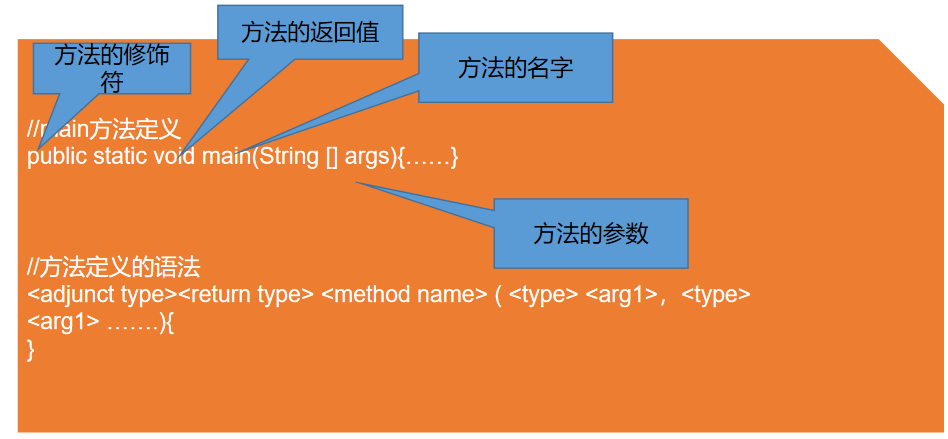 方法的返回值
方法的修饰
符
方法的名字
//main方法定义
public static void main(String [] args){……}
方法的参数
//方法定义的语法
<adjunct type><return type> <method name> ( <type> <arg1>，<type>
<arg1> …….){
}